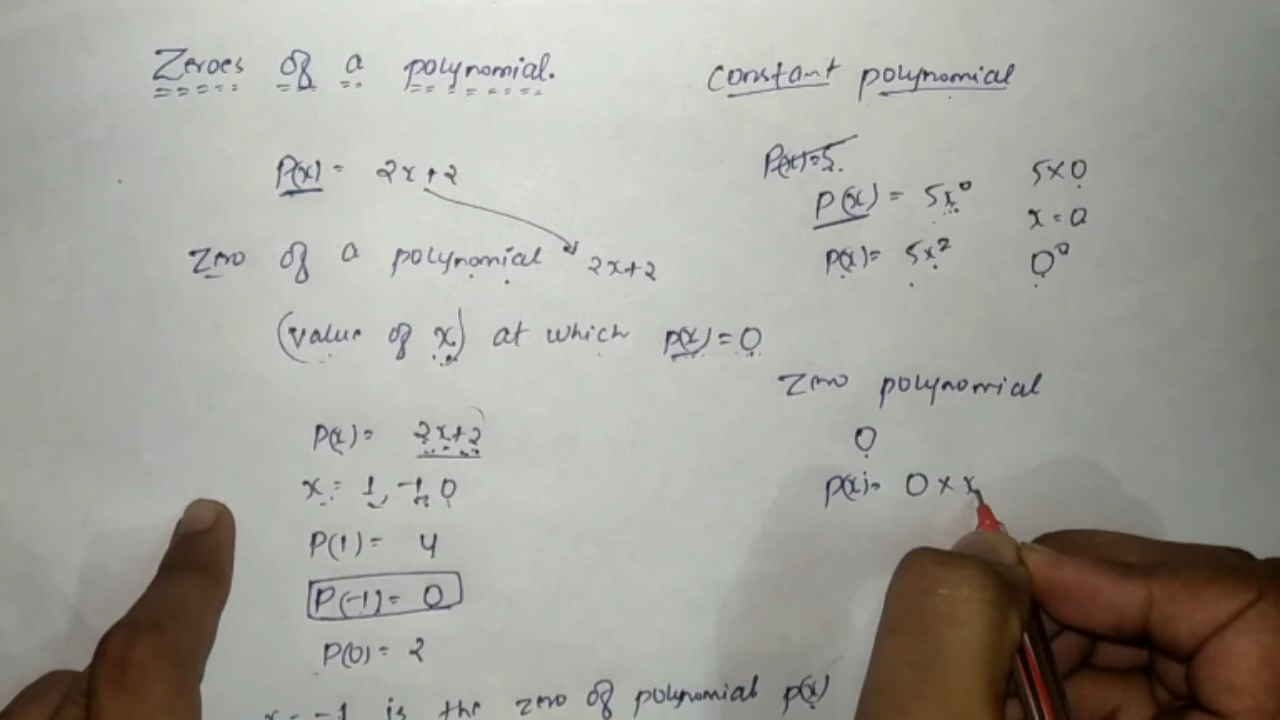 Zeroes of a polynomial.
P(x) = 2x+2
Zero of a polynomial 2x+2
(value of x) at which p(x)=0
P(x)= 2x+2
x= 1, -1, 0
P(1)= 4
P(-1)= 0
P(0)= 2
x= -1 is the zero of polynomial p(x)
Constant polynomial
P(x)=5.
P(x) = 5x⁰
p(x)= 5x²
5x0
x=0
0⁰
Zero polynomial
0
p(x)= 0 × x